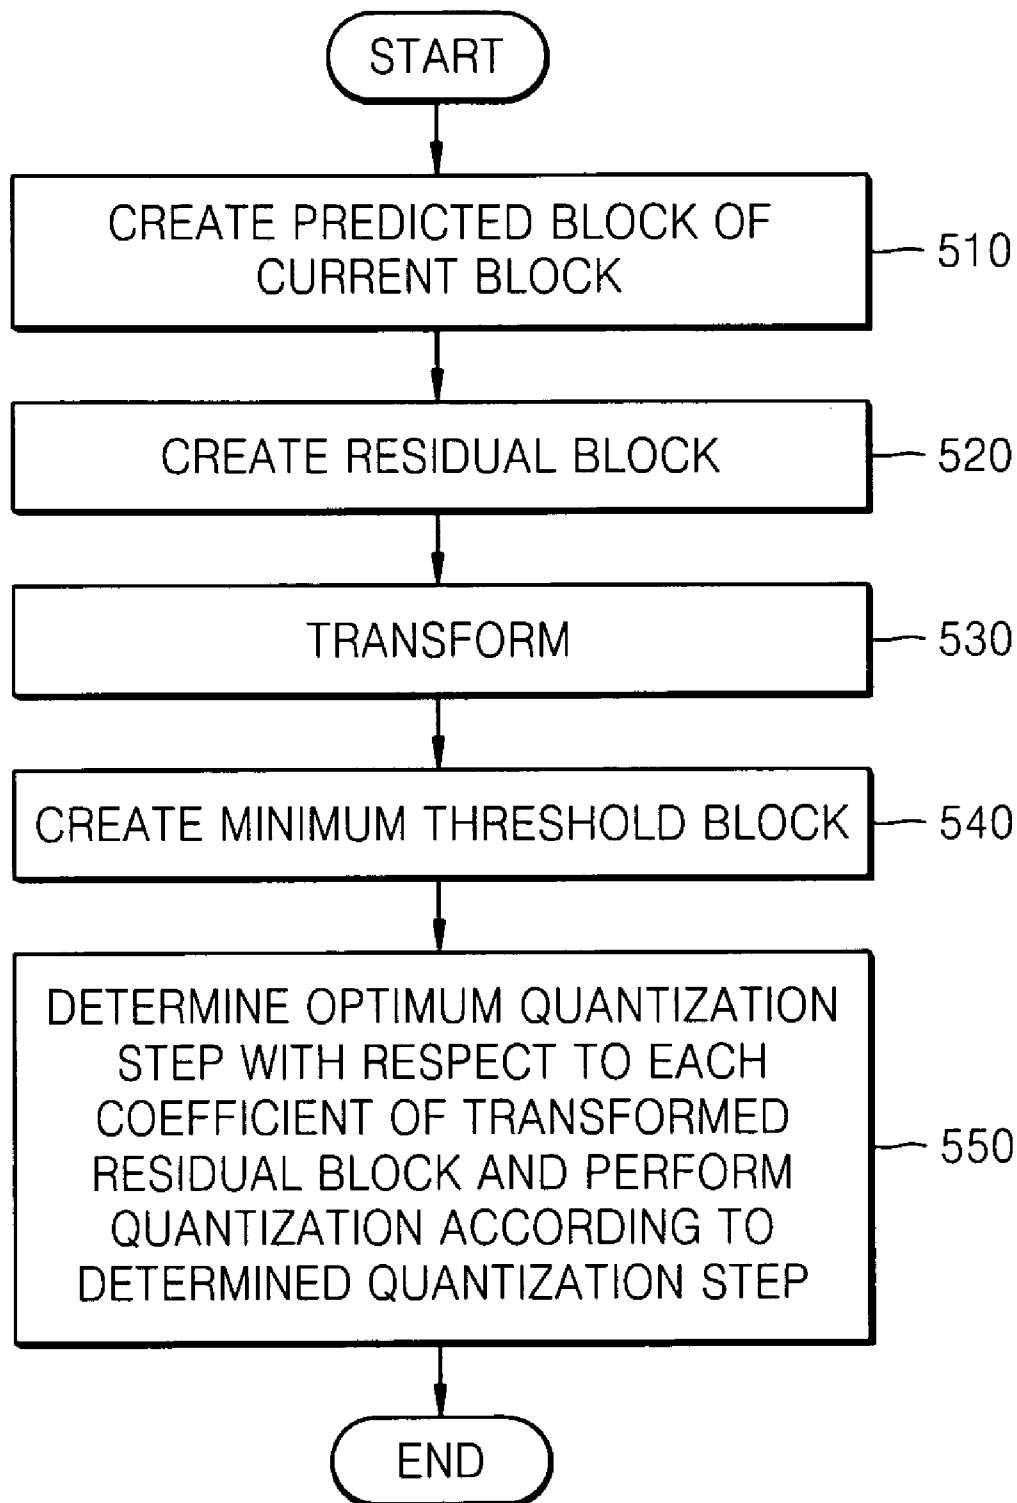 START
CREATE PREDICTED BLOCK OF
CURRENT BLOCK
510
CREATE RESIDUAL BLOCK
520
TRANSFORM
530
CREATE MINIMUM THRESHOLD BLOCK
540
DETERMINE OPTIMUM QUANTIZATION
STEP WITH RESPECT TO EACH
COEFFICIENT OF TRANSFORMED
RESIDUAL BLOCK AND PERFORM
QUANTIZATION ACCORDING TO
DETERMINED QUANTIZATION STEP
550
END